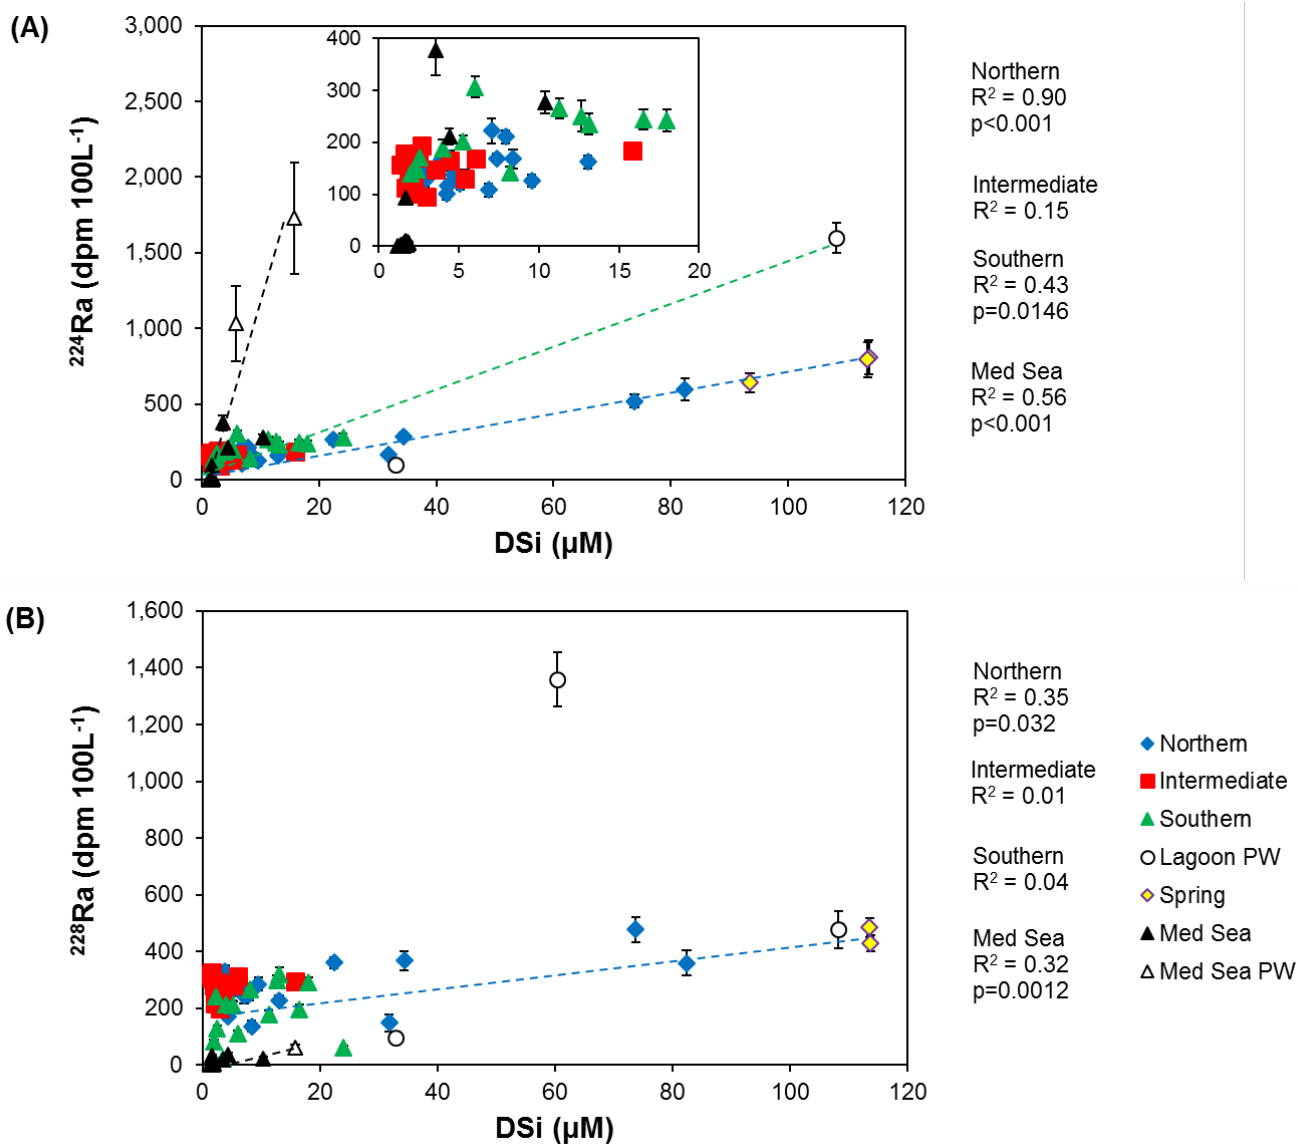 (A)
3,000
2,500
2,000
1,500
1,000
500
0
²²⁴Ra (dpm 100L⁻¹)
400
300
200
100
0
0 5 10 15 20
0 20 40 60 80 100 120
DSi (µM)
Northern
R² = 0.90
p<0.001
Intermediate
R² = 0.15
Southern
R² = 0.43
p=0.0146
Med Sea
R² = 0.56
p<0.001
(B)
1,600
1,400
1,200
1,000
800
600
400
200
0
²²⁸Ra (dpm 100L⁻¹)
0 20 40 60 80 100 120
DSi (µM)
Northern
R² = 0.35
p=0.032
Intermediate
R² = 0.01
Southern
R² = 0.04
Med Sea
R² = 0.32
p=0.0012
Northern
Intermediate
Southern
Lagoon PW
Spring
Med Sea
Med Sea PW